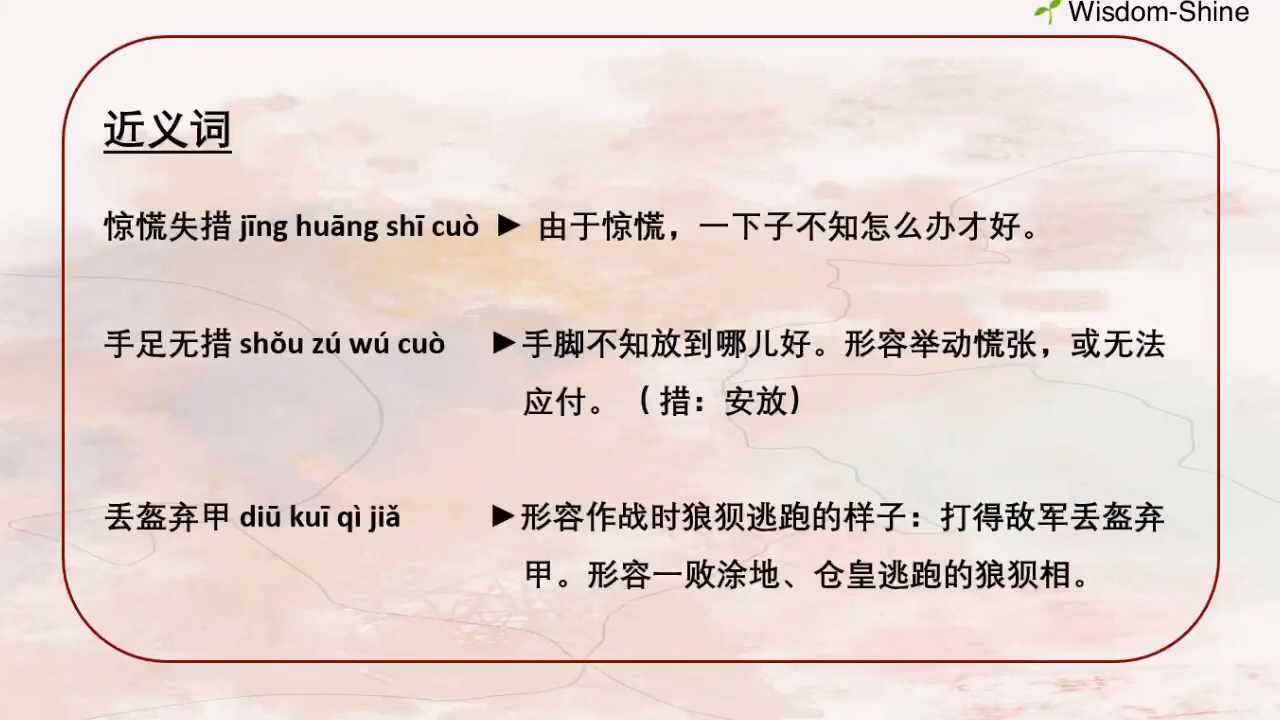 Wisdom-Shine
近义词
惊慌失措 jīng huāng shī cuò ► 由于惊慌，一下子不知怎么办才好。
手足无措 shǒu zú wú cuò ►手脚不知放到哪儿好。形容举动慌张，或无法
应付。（措：安放）
丢盔弃甲 diū kuī qì jiǎ ►形容作战时狼狈逃跑的样子：打得敌军丢盔弃
甲。形容一败涂地、仓皇逃跑的狼狈相。